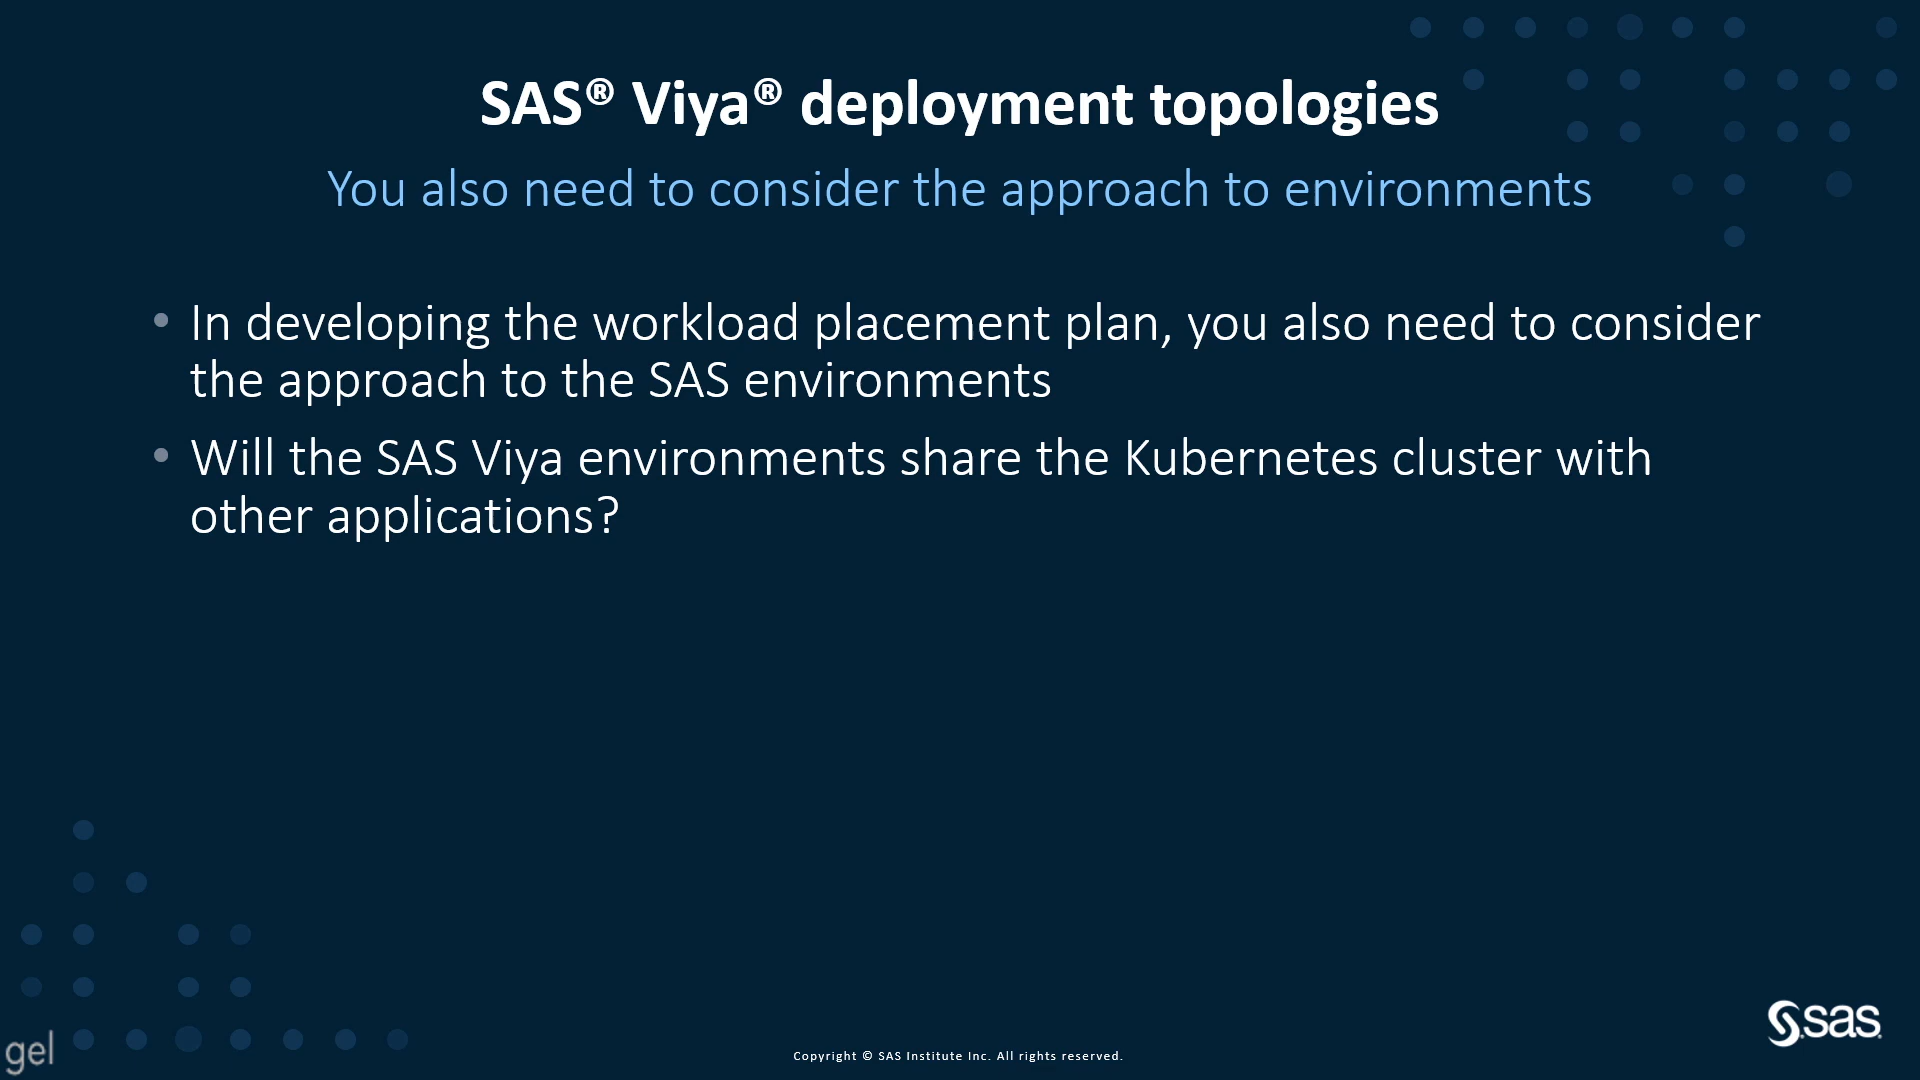 SAS® Viya® deployment topologies
You also need to consider the approach to environments
• In developing the workload placement plan, you also need to consider
the approach to the SAS environments
• Will the SAS Viya environments share the Kubernetes cluster with
other applications?
sas
gel
Copyright © SAS Institute Inc. All rights reserved.